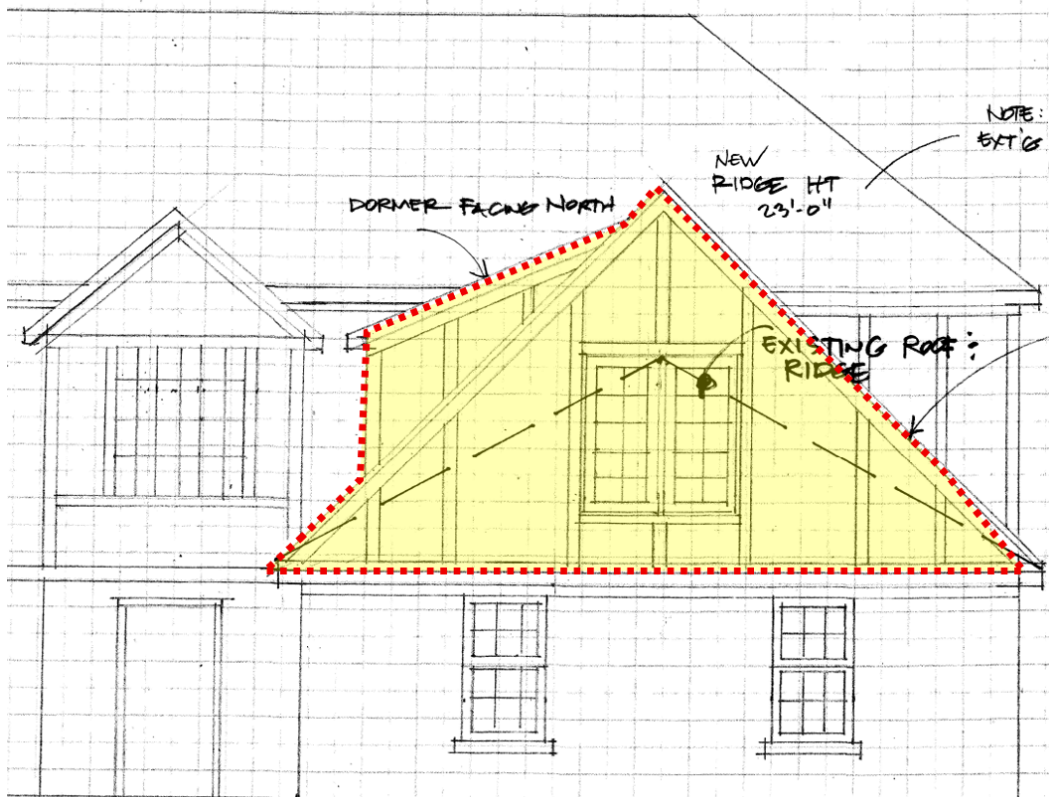 NOTE:
EXT'G
NEW
RIDGE HT
23'-0"
DORMER FACING NORTH
EXISTING ROOF:
RIDGE